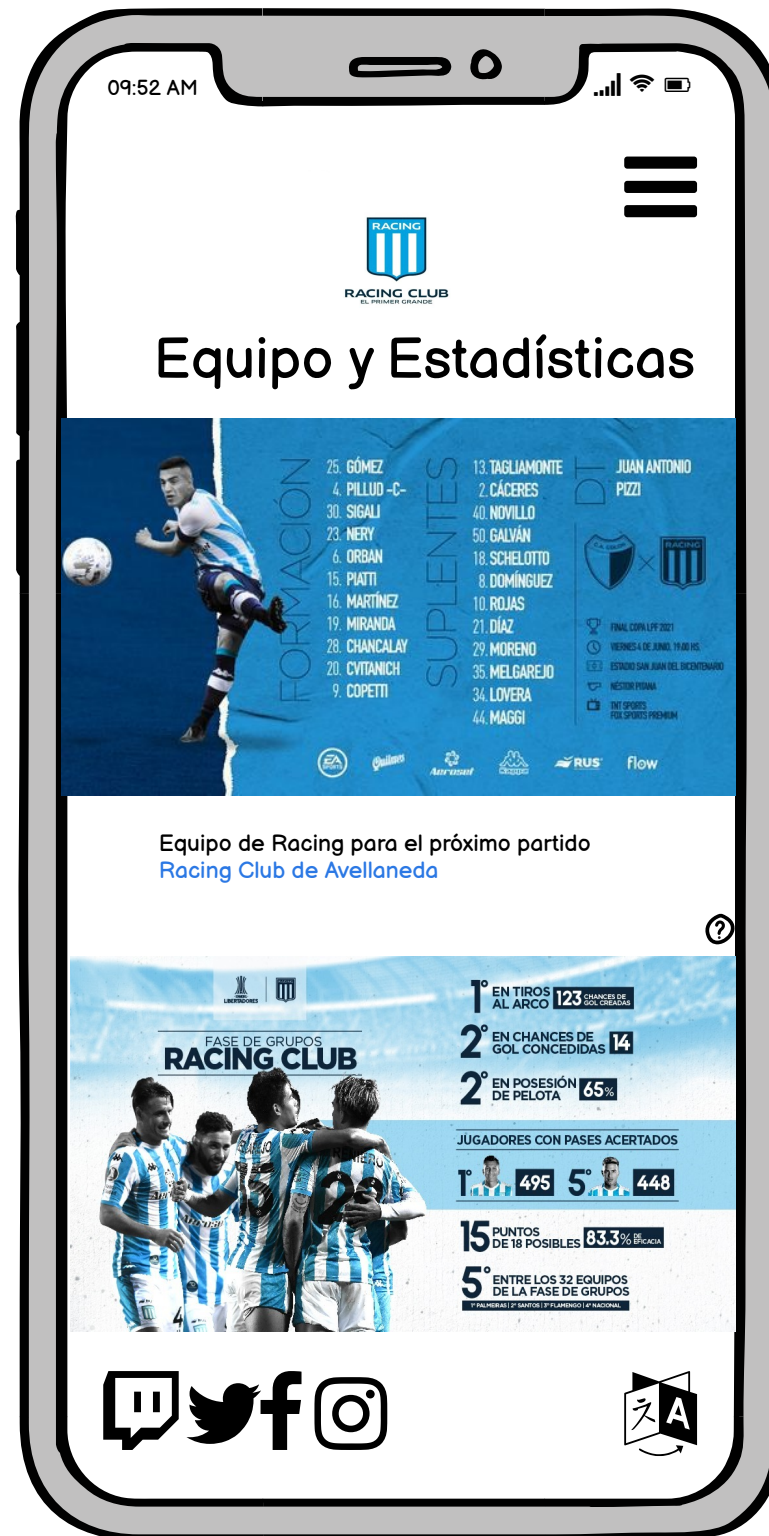 09:52 AM
RACING
RACING CLUB
EL PRIMER GRANDE
Equipo y Estadísticas
FORMACIÓN
25. GÓMEZ
4. PILLUD -C-
30. SIGALI
23. NERY
6. ORBAN
15. PIATTI
16. MARTÍNEZ
19. MIRANDA
28. CHANCALAY
20. CVITANICH
9. COPETTI
SUPLENTES
13. TAGLIAMONTE
2. CÁCERES
40. NOVILLO
50. GALVÁN
18. SCHELOTTO
8. DOMÍNGUEZ
10. ROJAS
21. DÍAZ
29. MORENO
35. MELGAREJO
34. LOVERA
44. MAGGI
DT
JUAN ANTONIO
PIZZI
C.A. COLON
X
RACING
FINAL COPA LPF 2021
VIERNES 4 DE JUNIO, 19:00 HS.
ESTADIO SAN JUAN DEL BICENTENARIO
NÉSTOR PITANA
TNT SPORTS
FOX SPORTS PREMIUM
EA
SPORTS
Quilmes
Aeroset
Kappa
RUS
flow
Equipo de Racing para el próximo partido
Racing Club de Avellaneda
?
LIBERTADORES
FASE DE GRUPOS
RACING CLUB
1° EN TIROS
AL ARCO 123 CHANCES DE
GOL CREADAS
2° EN CHANCES DE
GOL CONCEDIDAS 14
2° EN POSESIÓN
DE PELOTA 65%
JUGADORES CON PASES ACERTADOS
1° 495 5° 448
15 PUNTOS
DE 18 POSIBLES 83.3% DE
EFICACIA
5° ENTRE LOS 32 EQUIPOS
DE LA FASE DE GRUPOS
1° PALMEIRAS | 2° SANTOS | 3° FLAMENGO | 4° NACIONAL
15
A